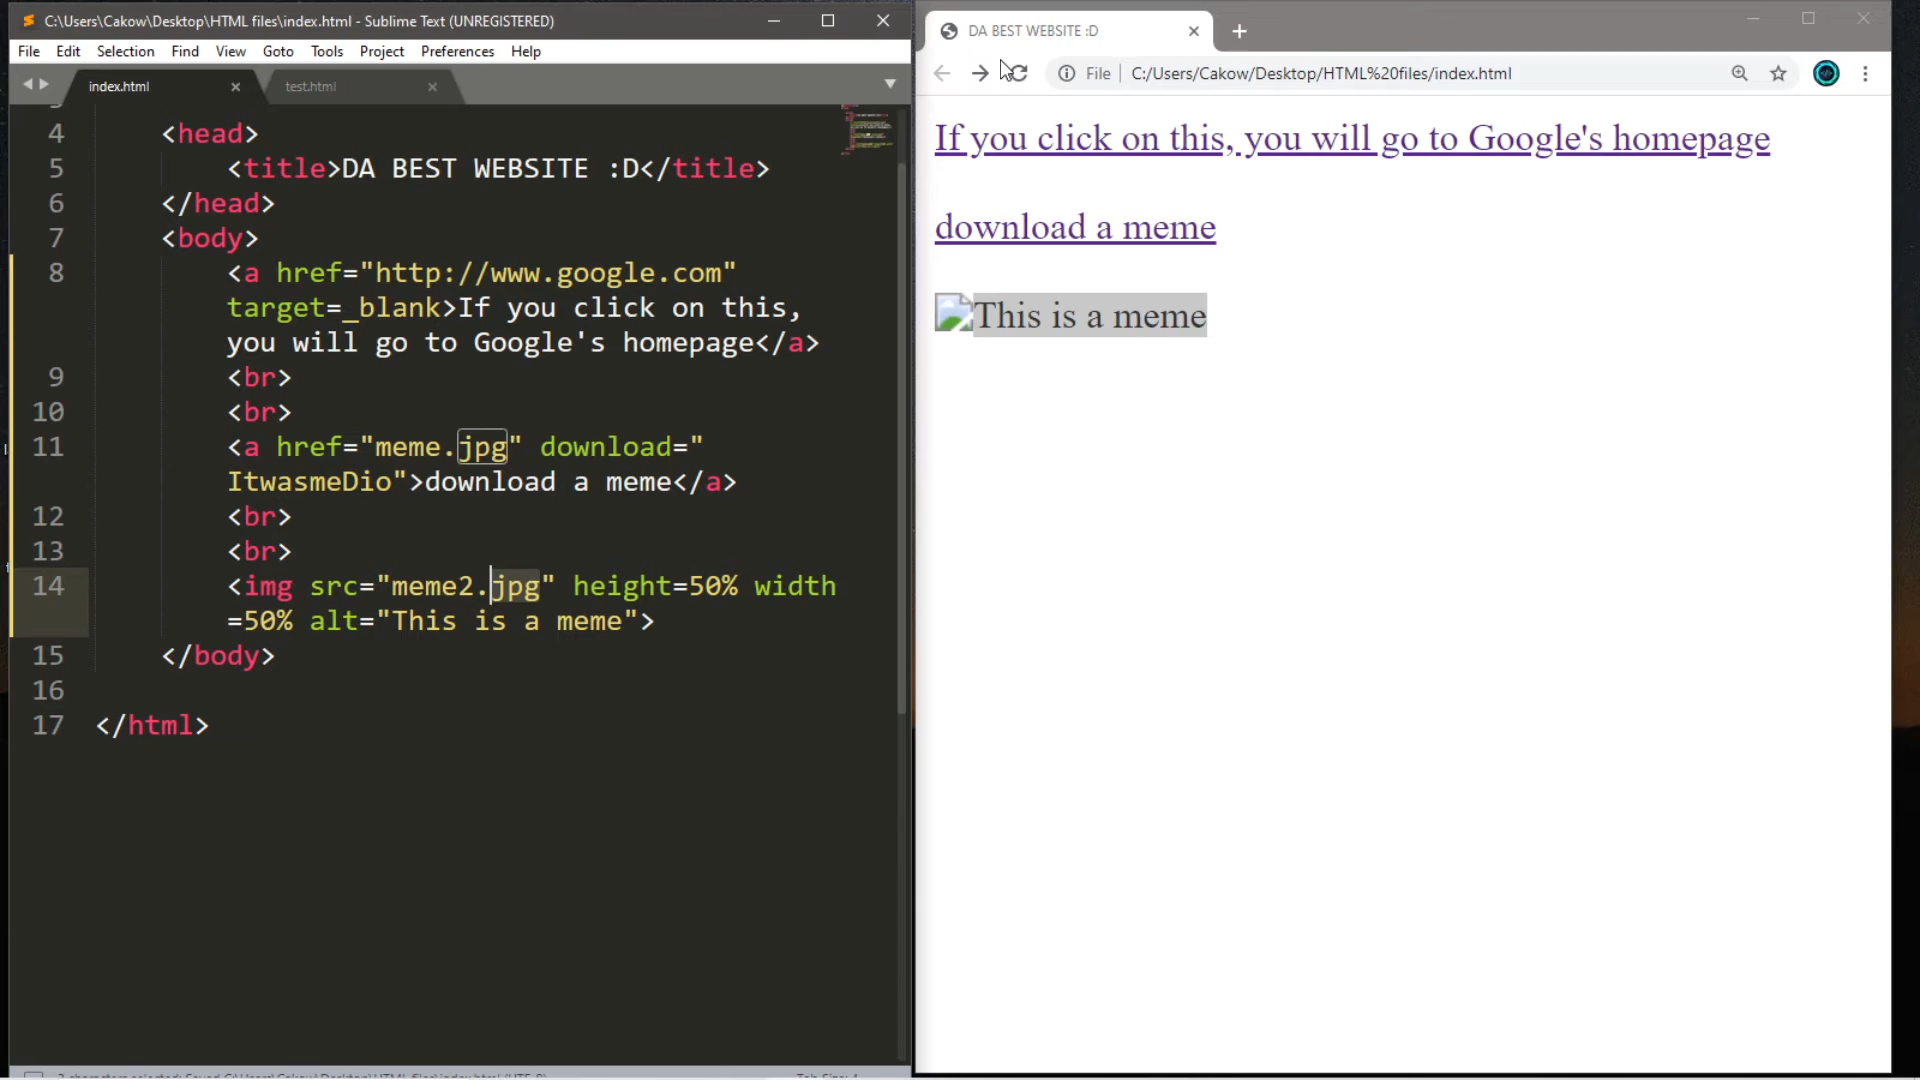 C:\Users\Cakow\Desktop\HTML files\index.html - Sublime Text (UNREGISTERED)
File Edit Selection Find View Goto Tools Project Preferences Help
index.html test.html
4 <head>
5 <title>DA BEST WEBSITE :D</title>
6 </head>
7 <body>
8 <a href="http://www.google.com"
target=_blank>If you click on this,
you will go to Google's homepage</a>
9 <br>
10 <br>
11 <a href="meme.jpg" download="
ItwasmeDio">download a meme</a>
12 <br>
13 <br>
14 <img src="meme2.jpg" height=50% width
=50% alt="This is a meme">
15 </body>
16
17 </html>
DA BEST WEBSITE :D
File C:/Users/Cakow/Desktop/HTML%20files/index.html
If you click on this, you will go to Google's homepage
download a meme
This is a meme